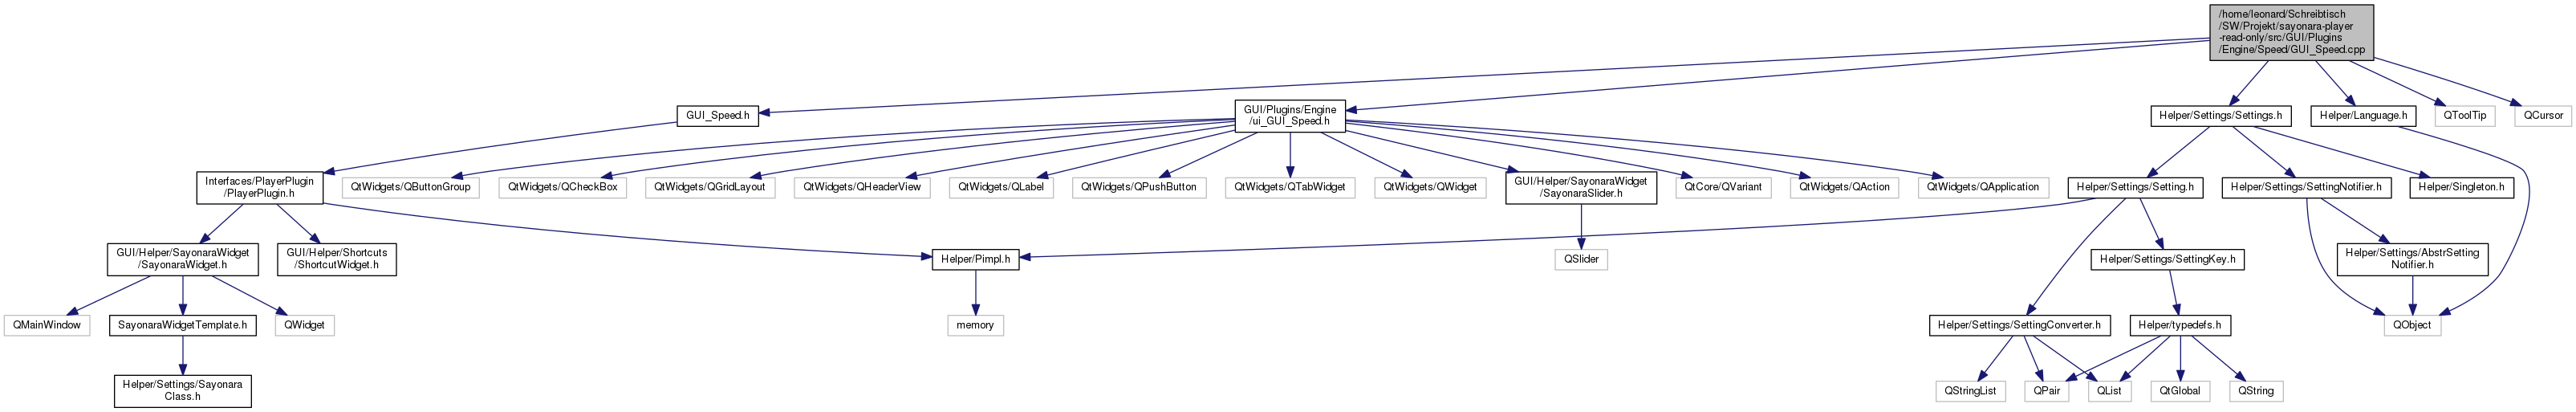 /home/leonard/Schreibtisch
/SW/Projekt/sayonara-player
-read-only/src/GUI/Plugins
/Engine/Speed/GUI_Speed.cpp
GUI_Speed.h
GUI/Plugins/Engine
/ui_GUI_Speed.h
Helper/Settings/Settings.h
Helper/Language.h
QToolTip
QCursor
Interfaces/PlayerPlugin
/PlayerPlugin.h
QtWidgets/QButtonGroup
QtWidgets/QCheckBox
QtWidgets/QGridLayout
QtWidgets/QHeaderView
QtWidgets/QLabel
QtWidgets/QPushButton
QtWidgets/QTabWidget
QtWidgets/QWidget
GUI/Helper/SayonaraWidget
/SayonaraSlider.h
QtCore/QVariant
QtWidgets/QAction
QtWidgets/QApplication
Helper/Settings/Setting.h
Helper/Settings/SettingNotifier.h
Helper/Singleton.h
GUI/Helper/SayonaraWidget
/SayonaraWidget.h
GUI/Helper/Shortcuts
/ShortcutWidget.h
Helper/Pimpl.h
QSlider
Helper/Settings/SettingKey.h
Helper/Settings/AbstrSetting
Notifier.h
QMainWindow
SayonaraWidgetTemplate.h
QWidget
memory
Helper/Settings/SettingConverter.h
Helper/typedefs.h
QObject
Helper/Settings/Sayonara
Class.h
QStringList
QPair
QList
QtGlobal
QString